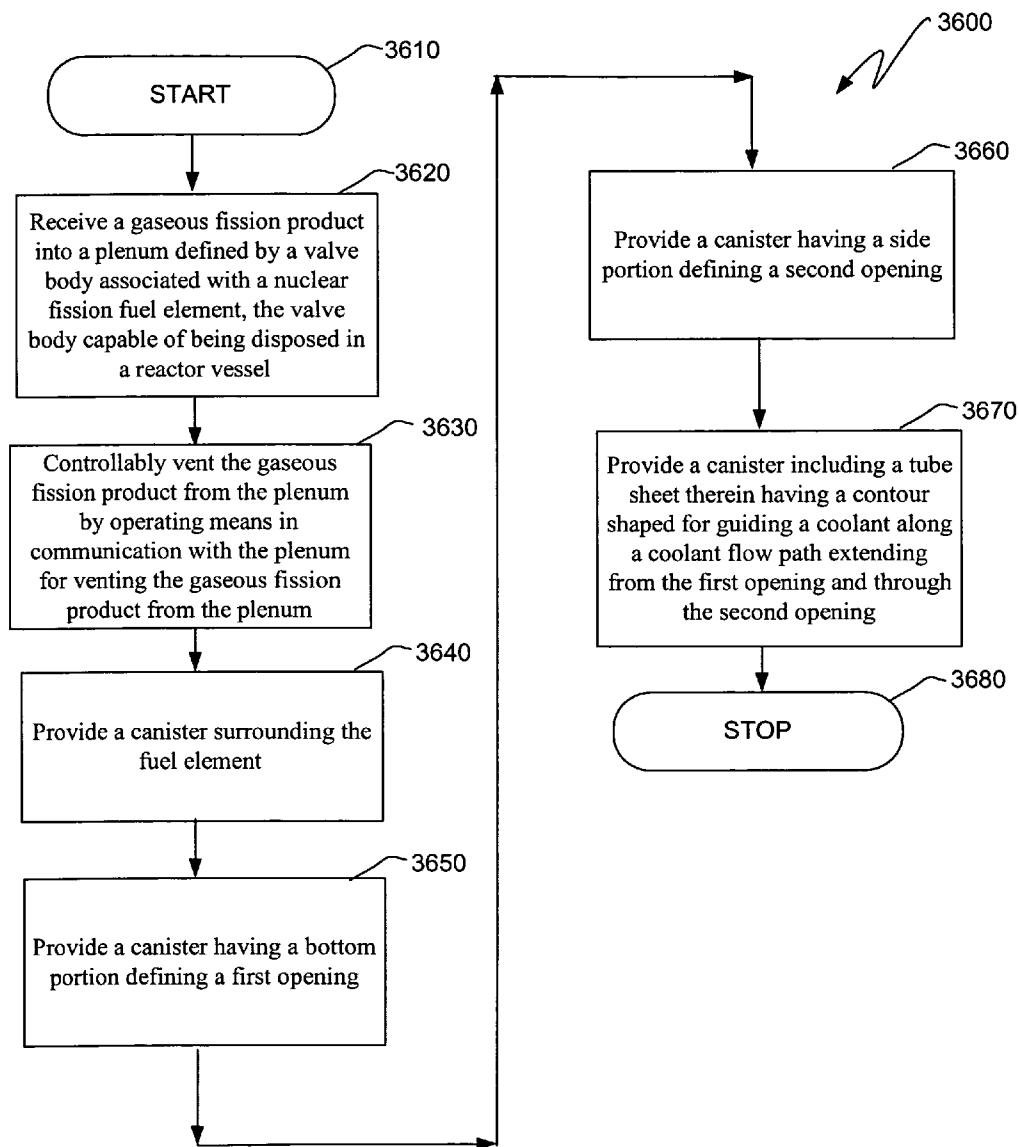 3610
START
3620
Receive a gaseous fission product
into a plenum defined by a valve
body associated with a nuclear
fission fuel element, the valve
body capable of being disposed in
a reactor vessel
3630
Controllably vent the gaseous
fission product from the plenum
by operating means in
communication with the plenum
for venting the gaseous fission
product from the plenum
3640
Provide a canister surrounding the
fuel element
3650
Provide a canister having a bottom
portion defining a first opening
3600
3660
Provide a canister having a side
portion defining a second opening
3670
Provide a canister including a tube
sheet therein having a contour
shaped for guiding a coolant along
a coolant flow path extending
from the first opening and through
the second opening
3680
STOP